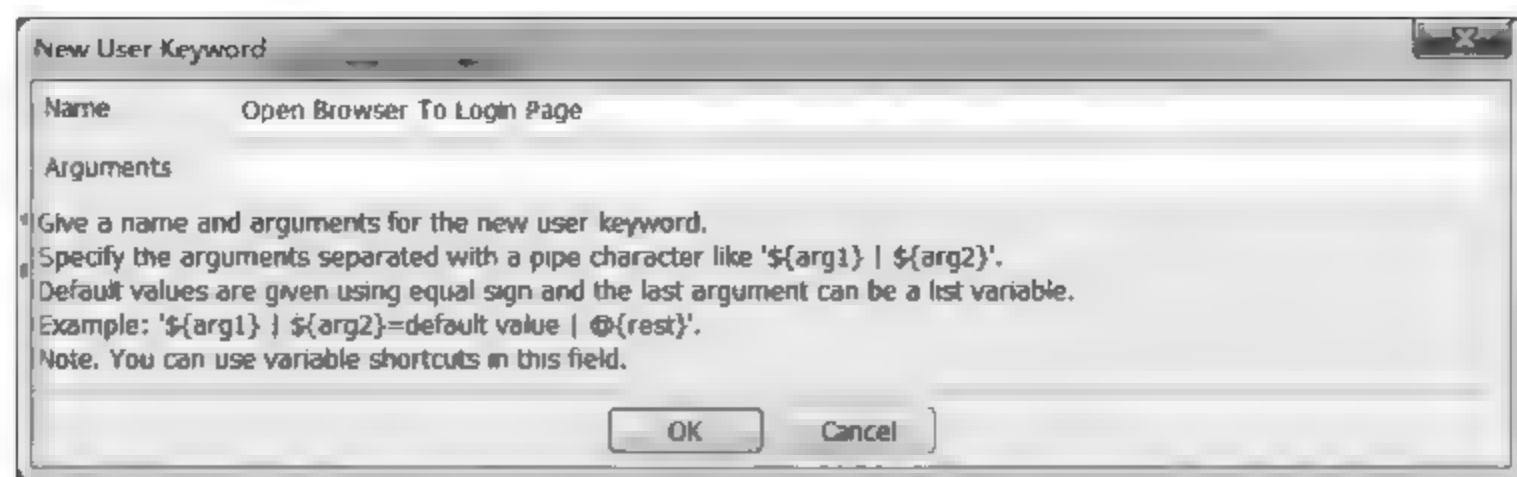 New User Keyword
Name Open Browser To Login Page
Arguments
Give a name and arguments for the new user keyword.
Specify the arguments separated with a pipe character like '${arg1} | ${arg2}'.
Default values are given using equal sign and the last argument can be a list variable.
Example: '${arg1} | ${arg2}=default value | @{rest}'.
Note. You can use variable shortcuts in this field.
OK Cancel